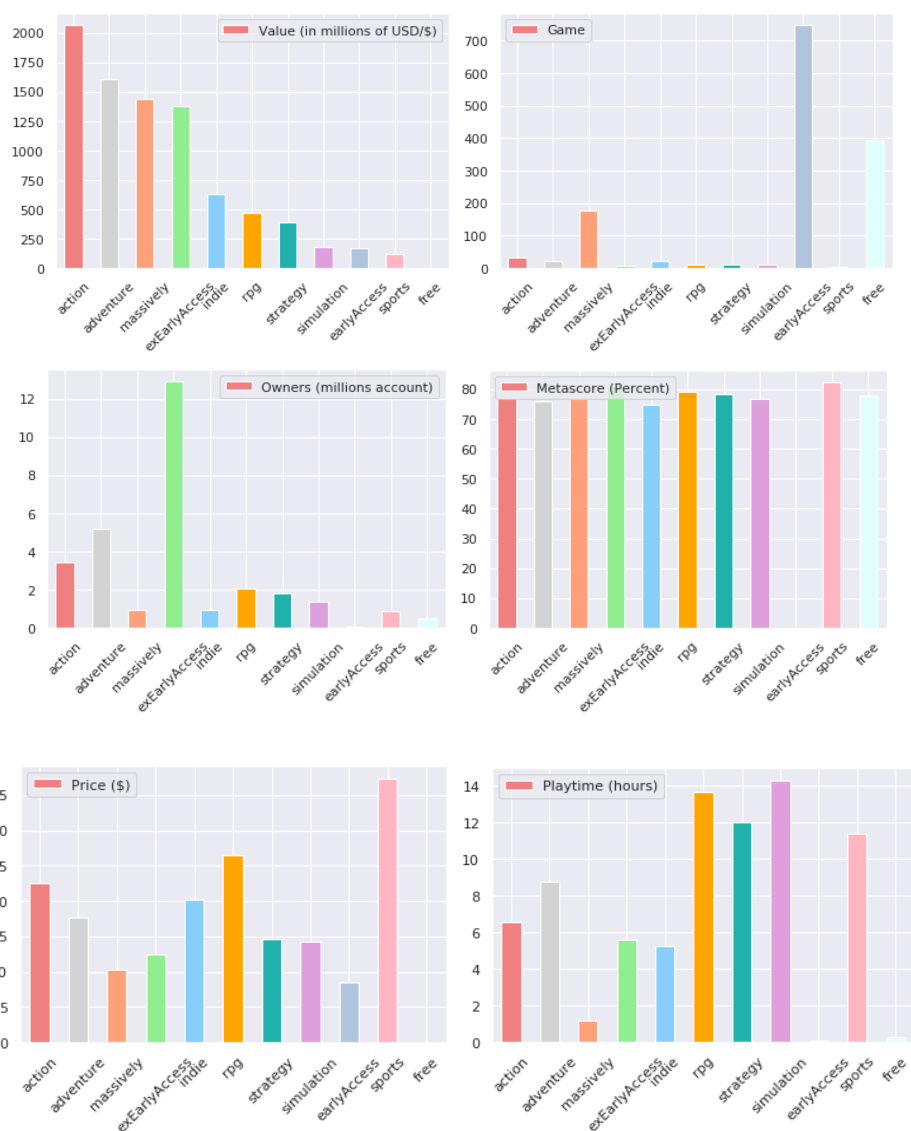 Value (in millions of USD/$)
2000
1750
1500
1250
1000
750
500
250
0
action
adventure
massively
exEarlyAccess
indie
rpg
strategy
simulation
earlyAccess
sports
free
Game
700
600
500
400
300
200
100
0
action
adventure
massively
exEarlyAccess
indie
rpg
strategy
simulation
earlyAccess
sports
free
Owners (millions account)
12
10
8
6
4
2
0
action
adventure
massively
exEarlyAccess
indie
rpg
strategy
simulation
earlyAccess
sports
free
Metascore (Percent)
80
70
60
50
40
30
20
10
0
action
adventure
massively
exEarlyAccess
indie
rpg
strategy
simulation
earlyAccess
sports
free
Price ($)
5
0
5
0
5
0
5
0
action
adventure
massively
exEarlyAccess
indie
rpg
strategy
simulation
earlyAccess
sports
free
Playtime (hours)
14
12
10
8
6
4
2
0
action
adventure
massively
exEarlyAccess
indie
rpg
strategy
simulation
earlyAccess
sports
free